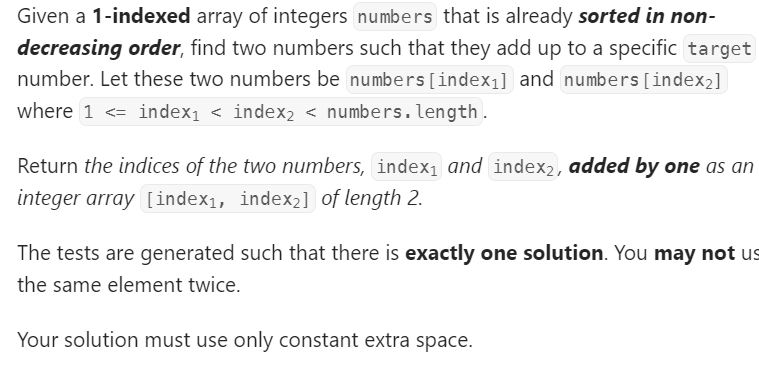 Given a 1-indexed array of integers numbers that is already sorted in non-
decreasing order, find two numbers such that they add up to a specific target
number. Let these two numbers be numbers[index₁] and numbers[index₂]
where 1 <= index₁ < index₂ < numbers.length.
Return the indices of the two numbers, index₁ and index₂, added by one as an
integer array [index₁, index₂] of length 2.
The tests are generated such that there is exactly one solution. You may not us
the same element twice.
Your solution must use only constant extra space.